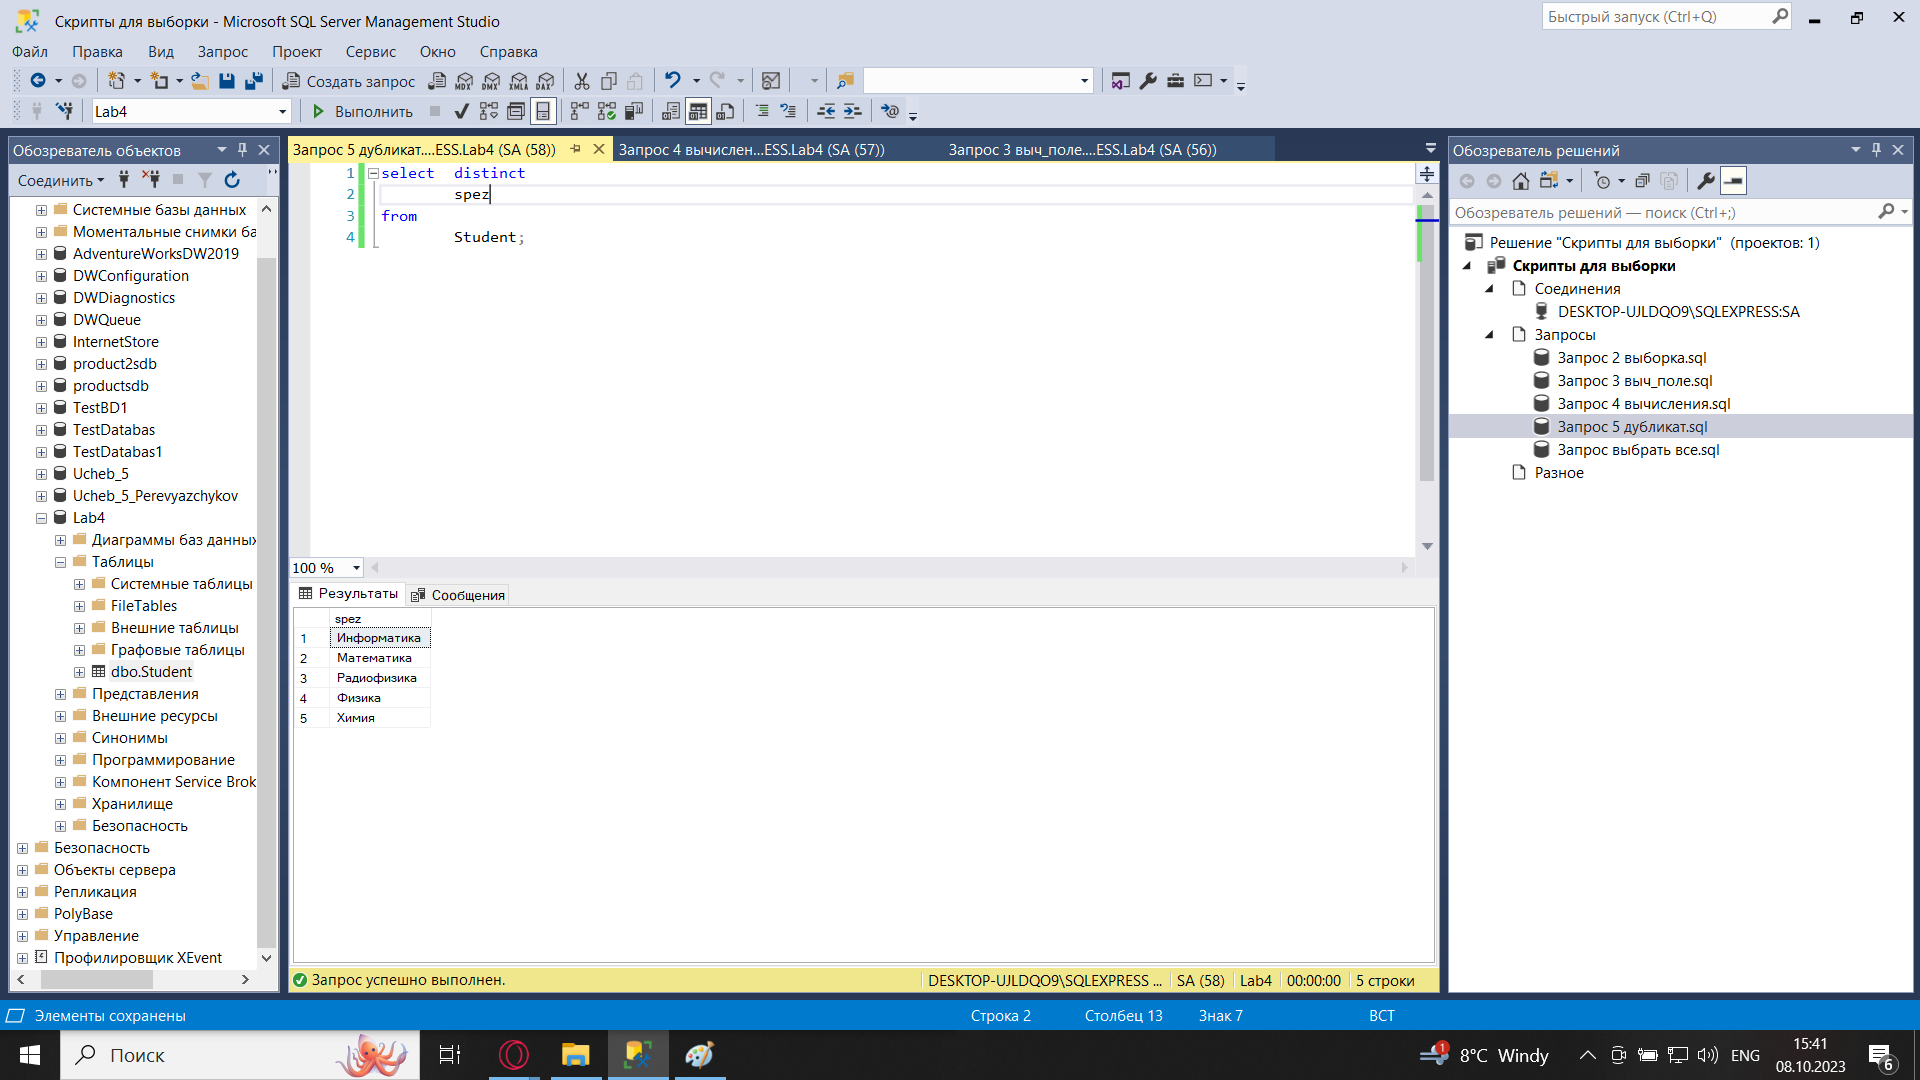 Скрипты для выборки - Microsoft SQL Server Management Studio
Быстрый запуск (Ctrl+Q)
Файл Правка Вид Запрос Проект Сервис Окно Справка
Создать запрос MDX DMX XMLA DAX
Lab4 Выполнить
Обозреватель объектов
Соединить
Системные базы данных
Моментальные снимки ба
AdventureWorksDW2019
DWConfiguration
DWDiagnostics
DWQueue
InternetStore
product2sdb
productsdb
TestBD1
TestDatabas
TestDatabas1
Ucheb_5
Ucheb_5_Perevyazchykov
Lab4
Диаграммы баз данных
Таблицы
Системные таблицы
FileTables
Внешние таблицы
Графовые таблицы
dbo.Student
Представления
Внешние ресурсы
Синонимы
Программирование
Компонент Service Brok
Хранилище
Безопасность
Безопасность
Объекты сервера
Репликация
PolyBase
Управление
Профилировщик XEvent
Запрос 5 дубликат....ESS.Lab4 (SA (58)) Запрос 4 вычислен...ESS.Lab4 (SA (57)) Запрос 3 выч_поле....ESS.Lab4 (SA (56))
1 select distinct
2 spez
3 from
4 Student;
100 %
Результаты Сообщения
spez
1 Информатика
2 Математика
3 Радиофизика
4 Физика
5 Химия
Запрос успешно выполнен. DESKTOP-UJLDQO9\SQLEXPRESS ... SA (58) Lab4 00:00:00 5 строки
Обозреватель решений
Обозреватель решений — поиск (Ctrl+;)
Решение "Скрипты для выборки" (проектов: 1)
Скрипты для выборки
Соединения
DESKTOP-UJLDQO9\SQLEXPRESS:SA
Запросы
Запрос 2 выборка.sql
Запрос 3 выч_поле.sql
Запрос 4 вычисления.sql
Запрос 5 дубликат.sql
Запрос выбрать все.sql
Разное
Элементы сохранены Строка 2 Столбец 13 Знак 7 ВСТ
Поиск
1 8°C Windy ENG 15:41
08.10.2023 6